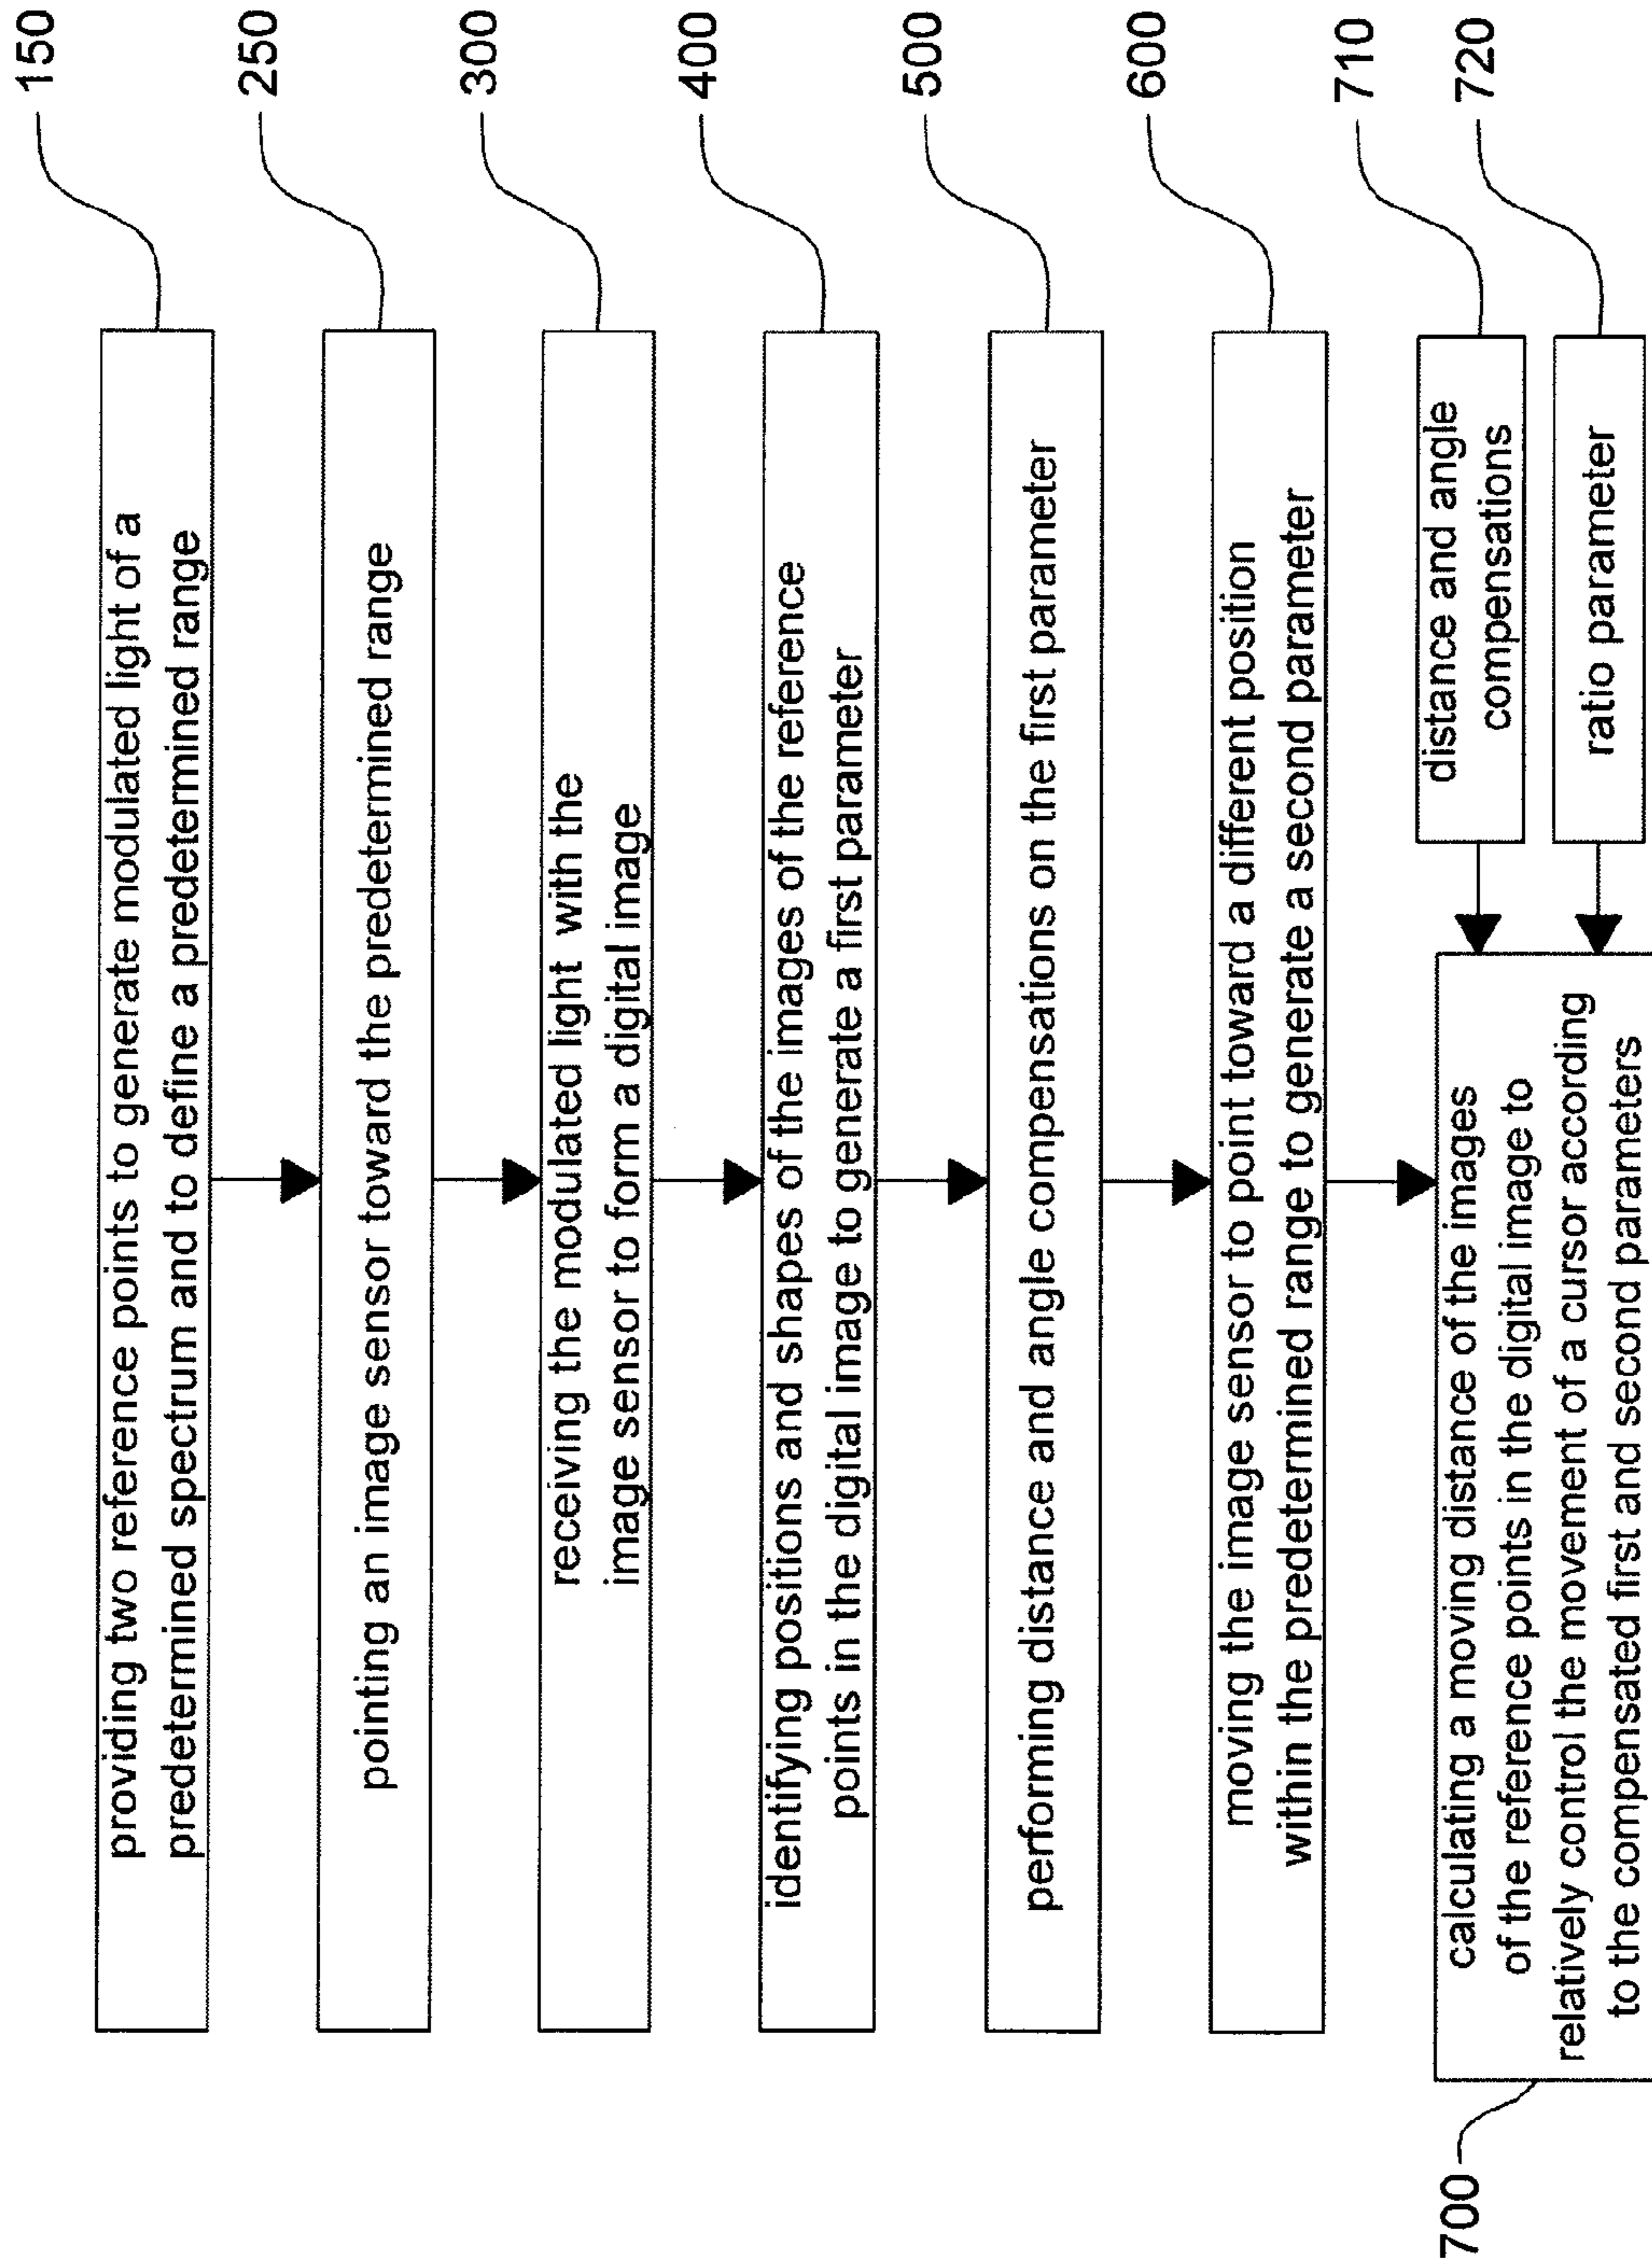 providing two reference points to generate modulated light of a
predetermined spectrum and to define a predetermined range
150
pointing an image sensor toward the predetermined range
250
receiving the modulated light with the
image sensor to form a digital image
300
identifying positions and shapes of the images of the reference
points in the digital image to generate a first parameter
400
performing distance and angle compensations on the first parameter
500
moving the image sensor to point toward a different position
within the predetermined range to generate a second parameter
600
distance and angle
compensations
710
ratio parameter
720
calculating a moving distance of the images
of the reference points in the digital image to
relatively control the movement of a cursor according
to the compensated first and second parameters
700